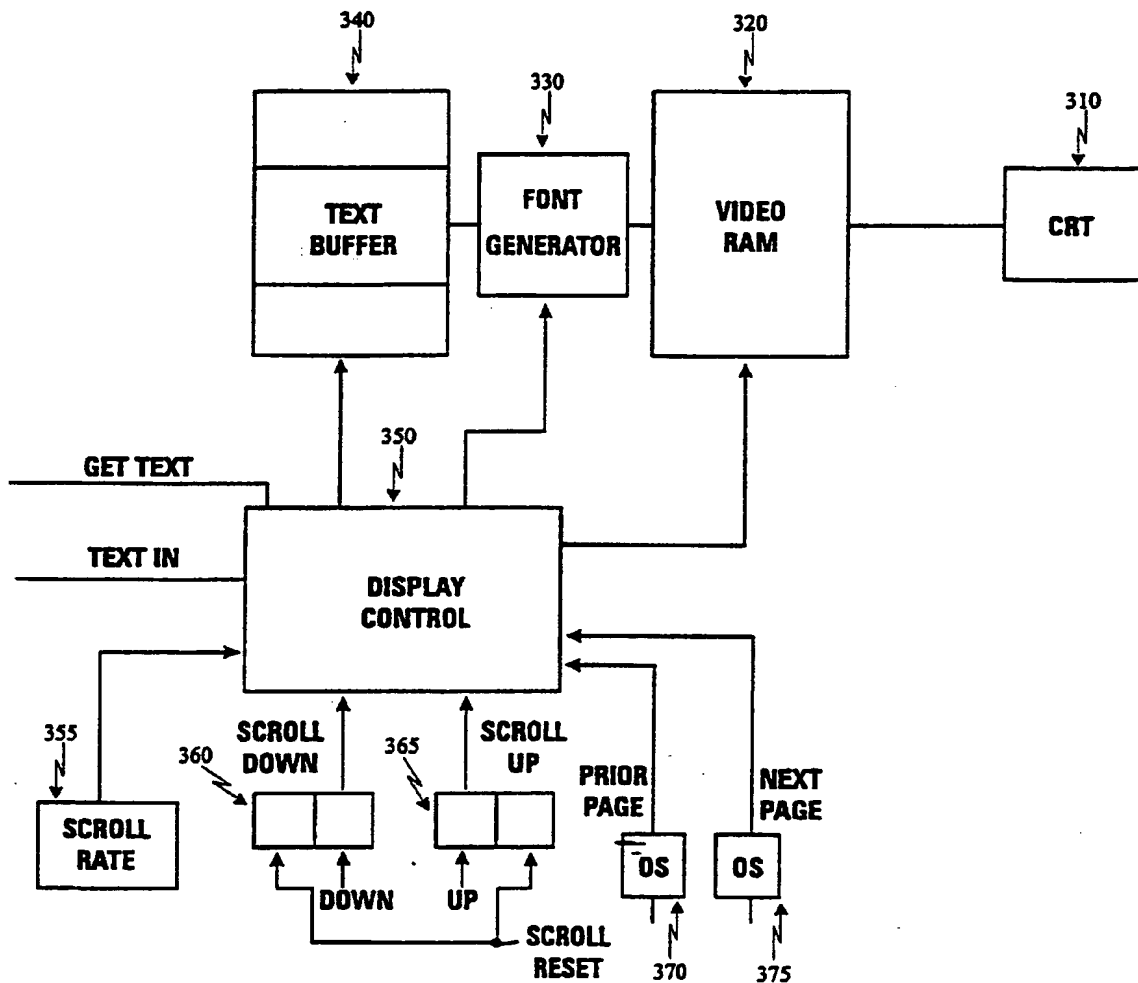 340
320
330
310
TEXT
BUFFER
FONT
GENERATOR
VIDEO
RAM
CRT
350
GET TEXT
TEXT IN
DISPLAY
CONTROL
355
360
SCROLL
DOWN
365
SCROLL
UP
PRIOR
PAGE
NEXT
PAGE
SCROLL
RATE
OS
OS
DOWN
UP
SCROLL
RESET
370
375